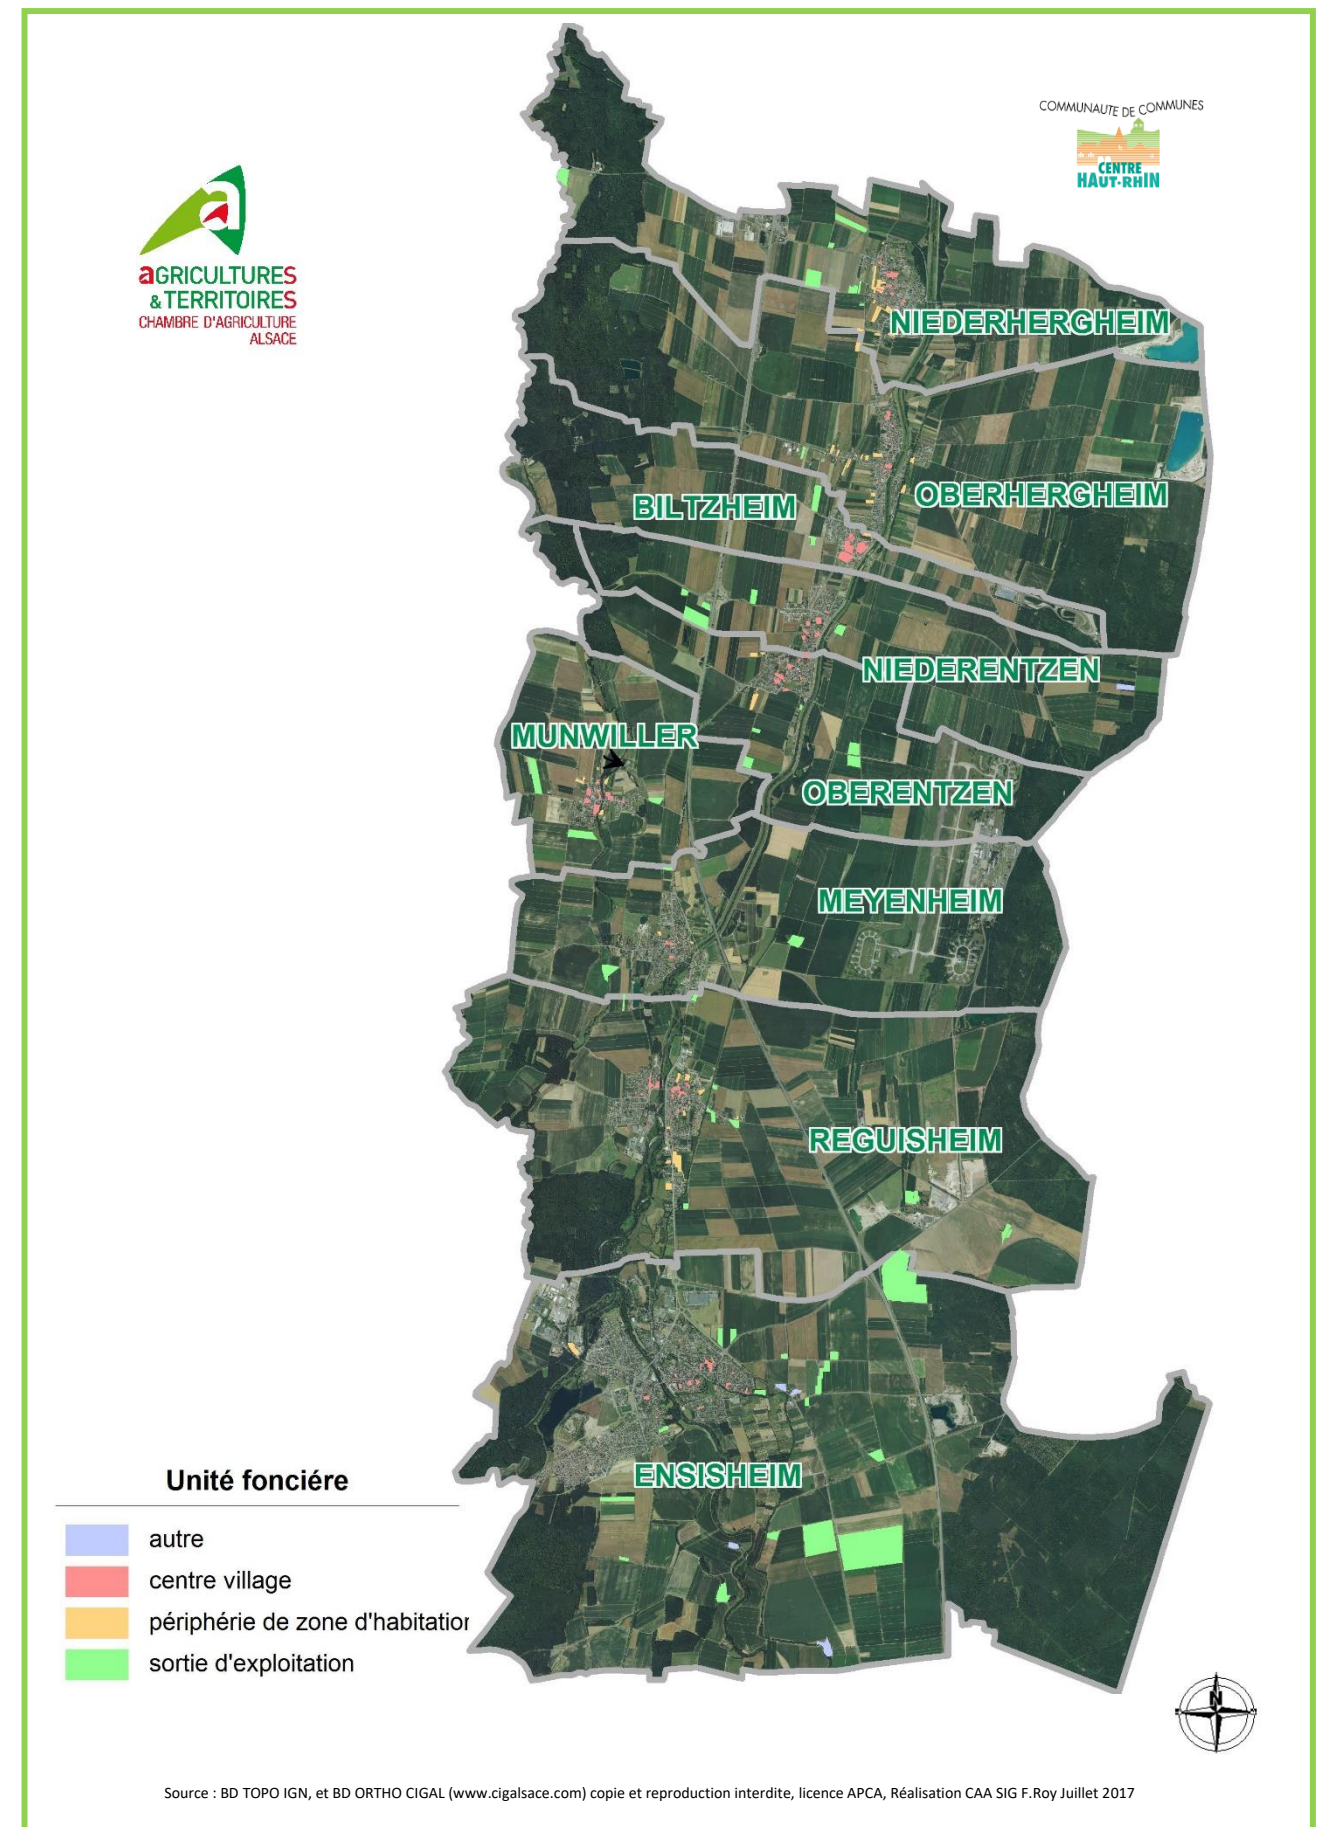 COMMUNAUTE DE COMMUNES
CENTRE
HAUT-RHIN
a
aGRICULTURES
& TERRITOIRES
CHAMBRE D'AGRICULTURE
ALSACE
NIEDERHERGHEIM
OBERHERGHEIM
BILTZHEIM
NIEDERENTZEN
MUNWILLER
OBERENTZEN
MEYENHEIM
REGUISHEIM
ENSISHEIM
Unité fonciére
autre
centre village
périphérie de zone d'habitation
sortie d'exploitation
N
Source : BD TOPO IGN, et BD ORTHO CIGAL (www.cigalsace.com) copie et reproduction interdite, licence APCA, Réalisation CAA SIG F.Roy Juillet 2017